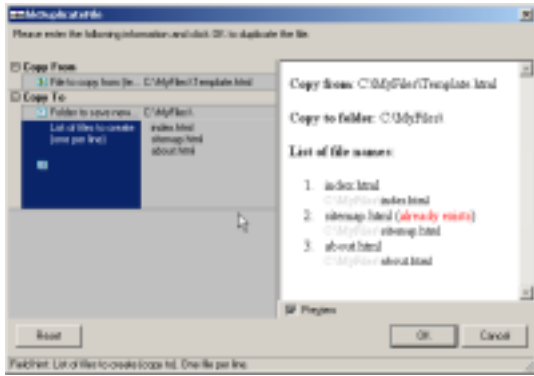 Please enter the following information and click OK to duplicate the file.
Copy From
File to copy from (te... C:\MyFiles\Template.html
Copy To
Folder to save new... C:\MyFiles\
List of files to create
(one per line)
index.html
sitemap.html
about.html
Copy from: C:\MyFiles\Template.html
Copy to folder: C:\MyFiles\
List of file names:
1. index.html
C:\MyFiles\index.html
2. sitemap.html (already exists)
C:\MyFiles\sitemap.html
3. about.html
C:\MyFiles\about.html
Preview
Reset
OK
Cancel
Field hint: List of files to create (copy to). One file per line.